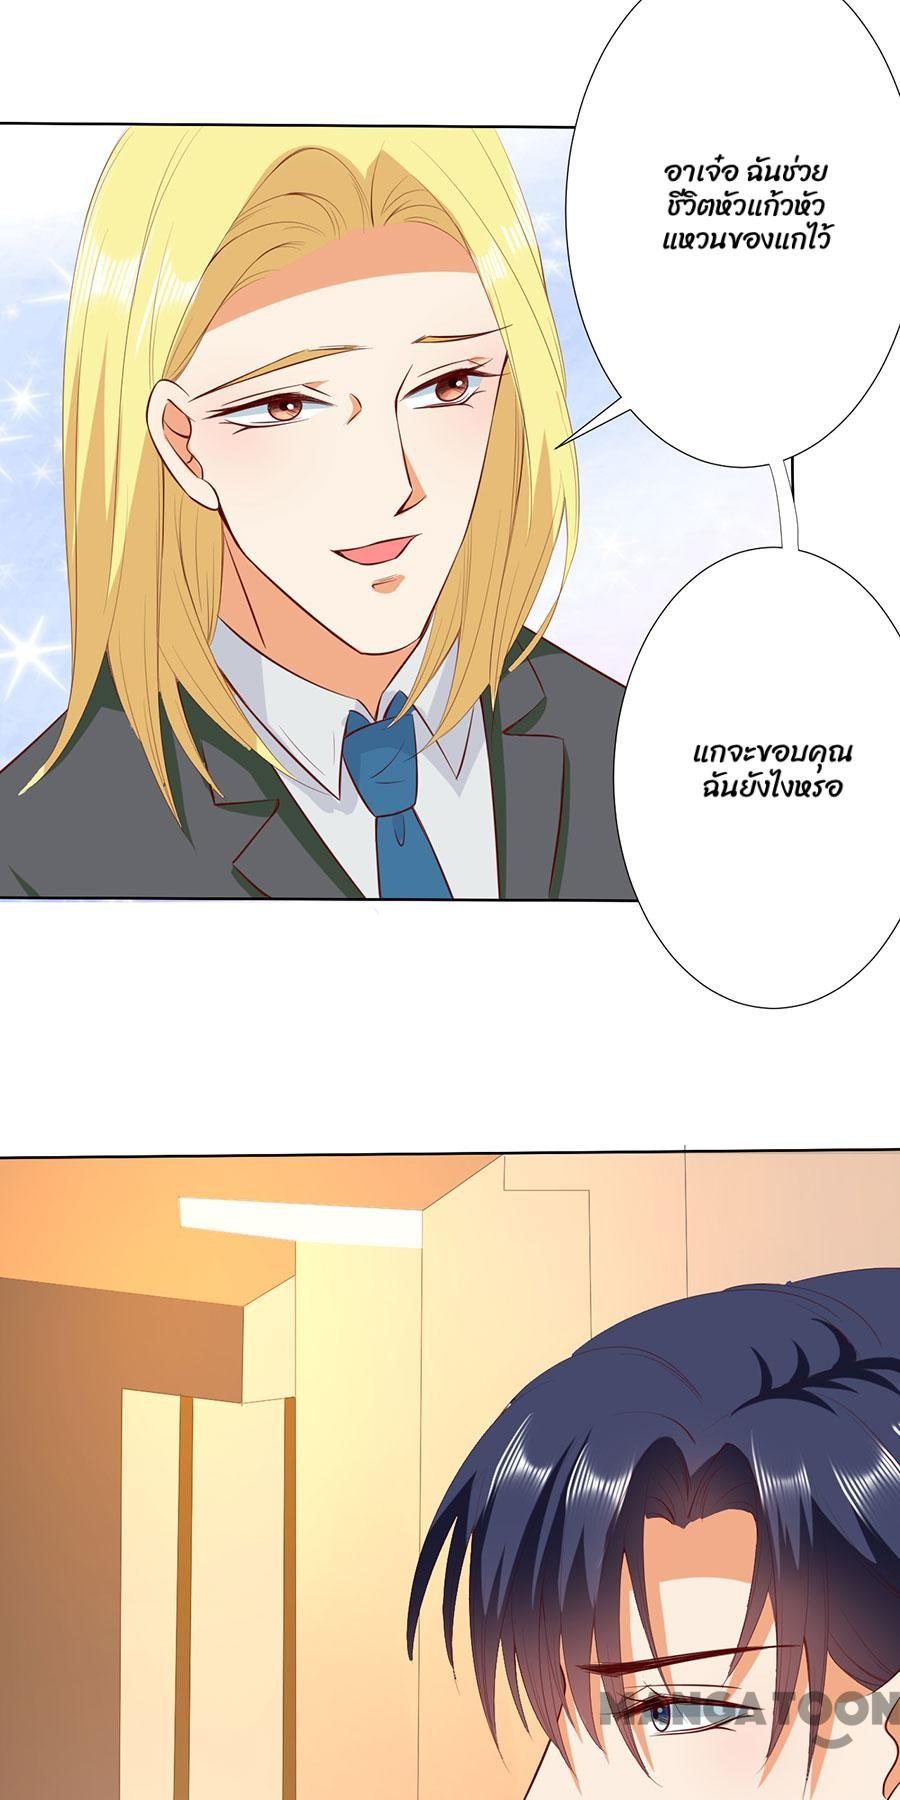 อาเจ๋อ ฉันช่วย
ชีวิตหัวแก้วหัว
แหวนของแกไว้
แกจะขอบคุณ
ฉันยังไงหรอ
MANGATOON